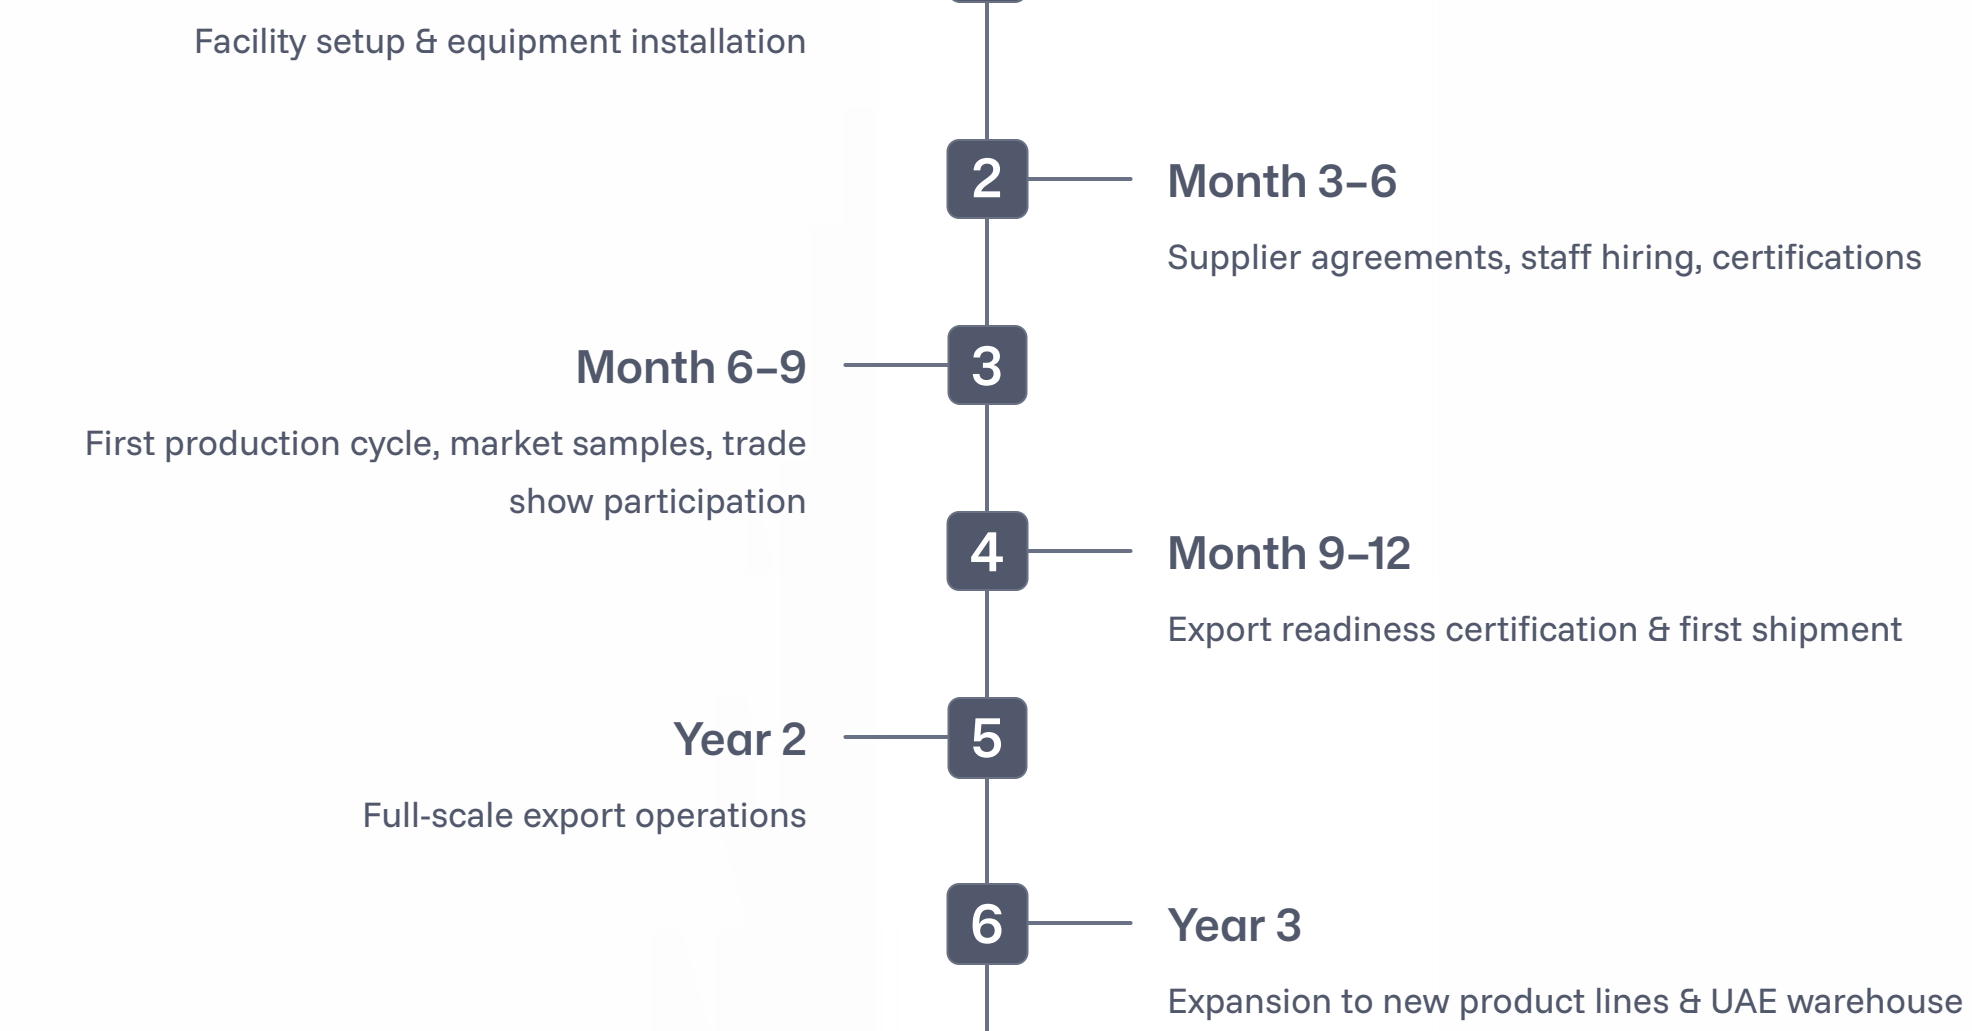 Facility setup & equipment installation
2
Month 3–6
Supplier agreements, staff hiring, certifications
3
Month 6–9
First production cycle, market samples, trade
show participation
4
Month 9–12
Export readiness certification & first shipment
5
Year 2
Full-scale export operations
6
Year 3
Expansion to new product lines & UAE warehouse